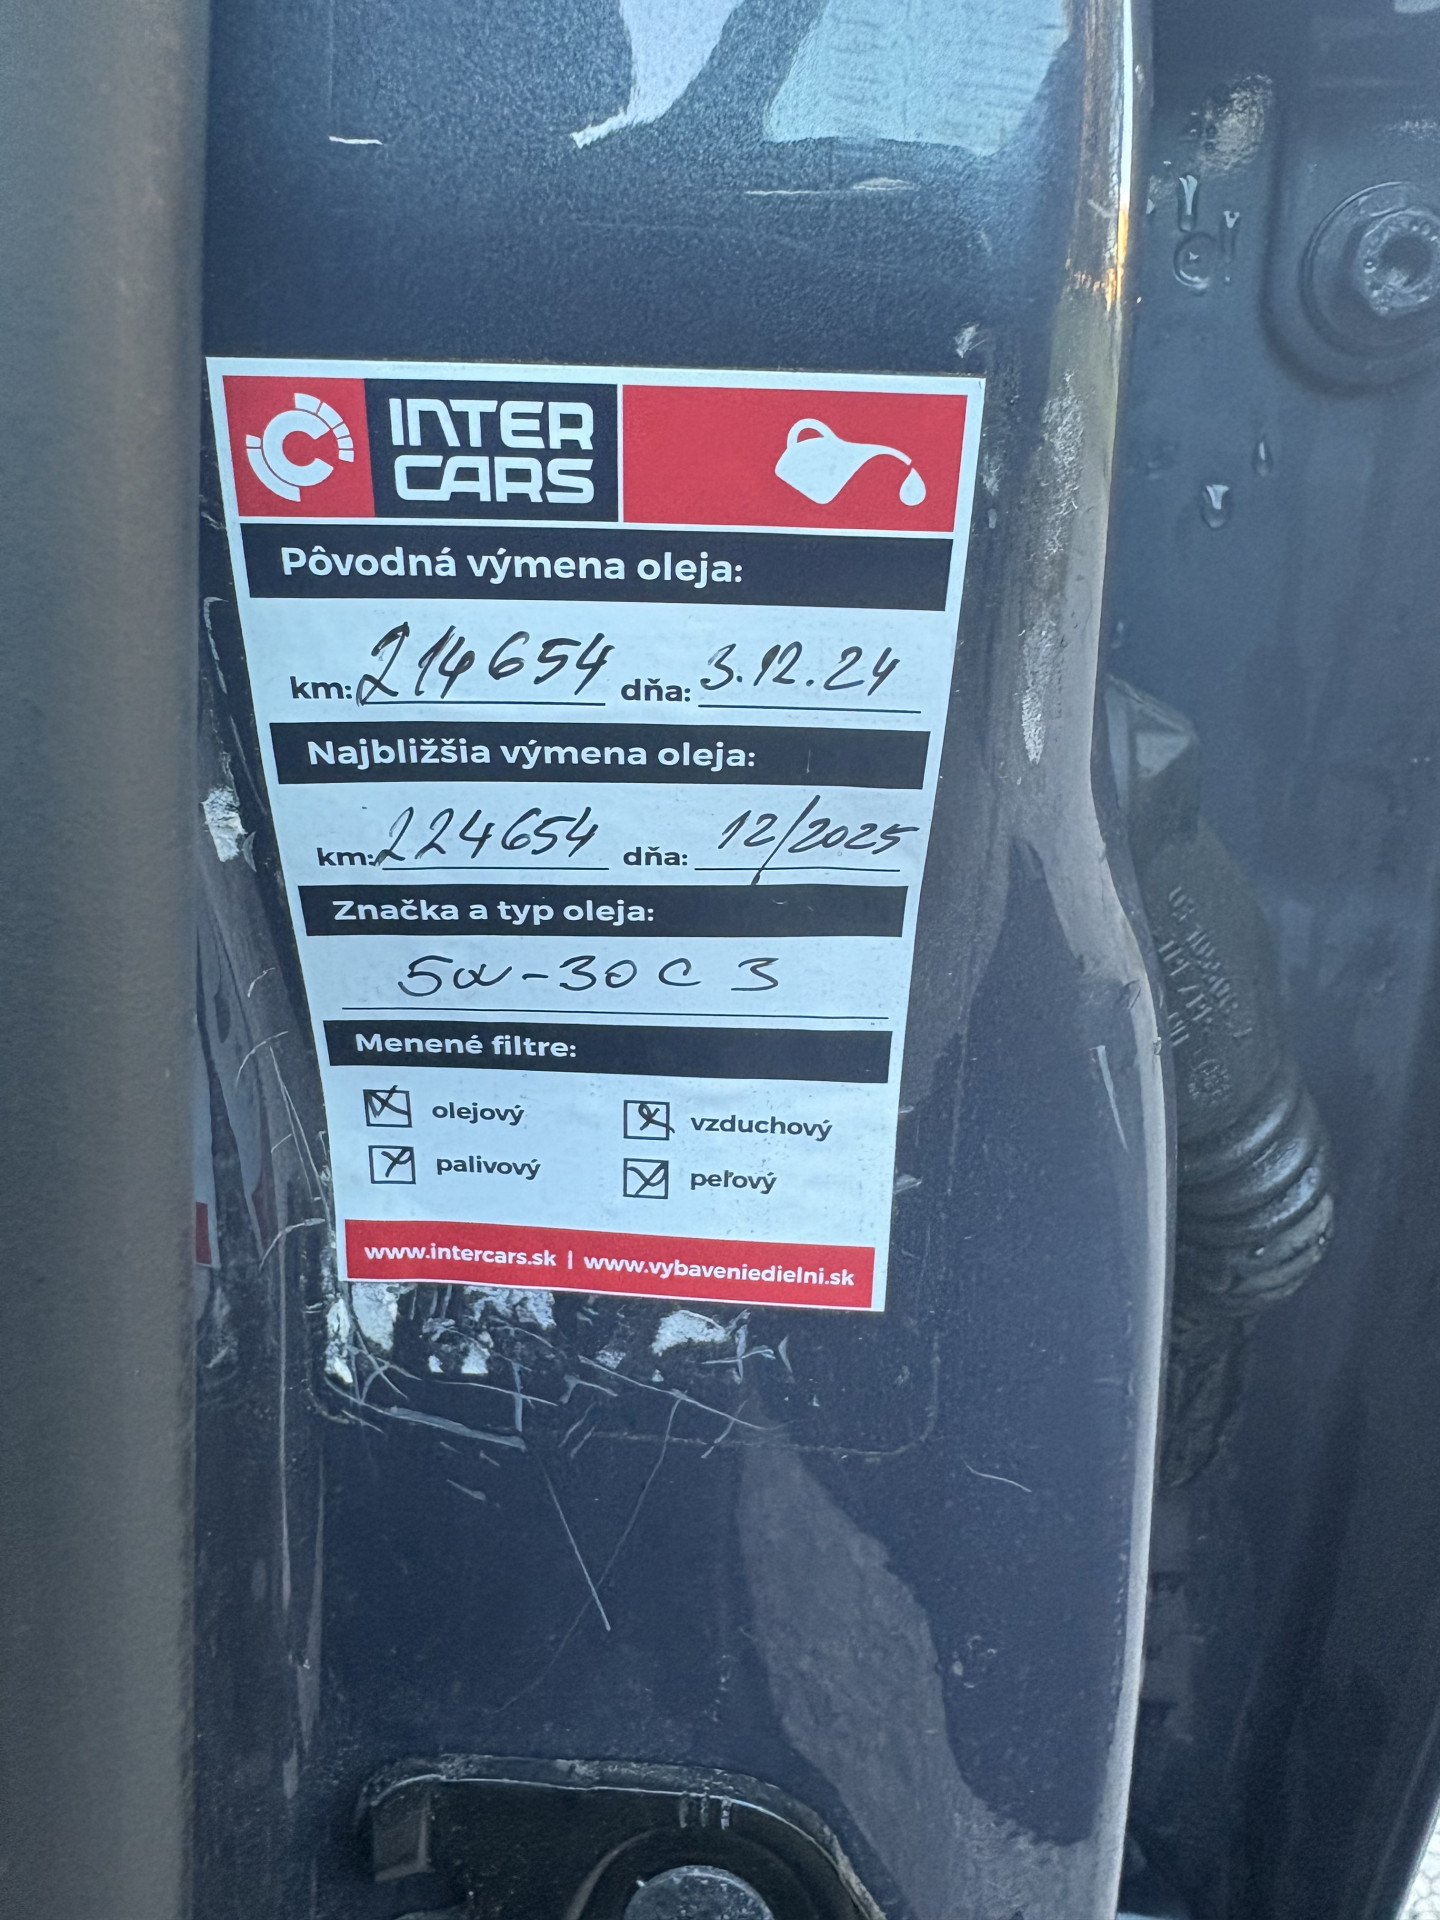 INTER
CARS
Pôvodná výmena oleja:
km: 214654 dňa: 3.12.24
Najbližšia výmena oleja:
km: 224654 dňa: 12/2025
Značka a typ oleja:
5w-30 C 3
Menené filtre:
olejový vzduchový
palivový peľový
www.intercars.sk | www.vybaveniedielni.sk